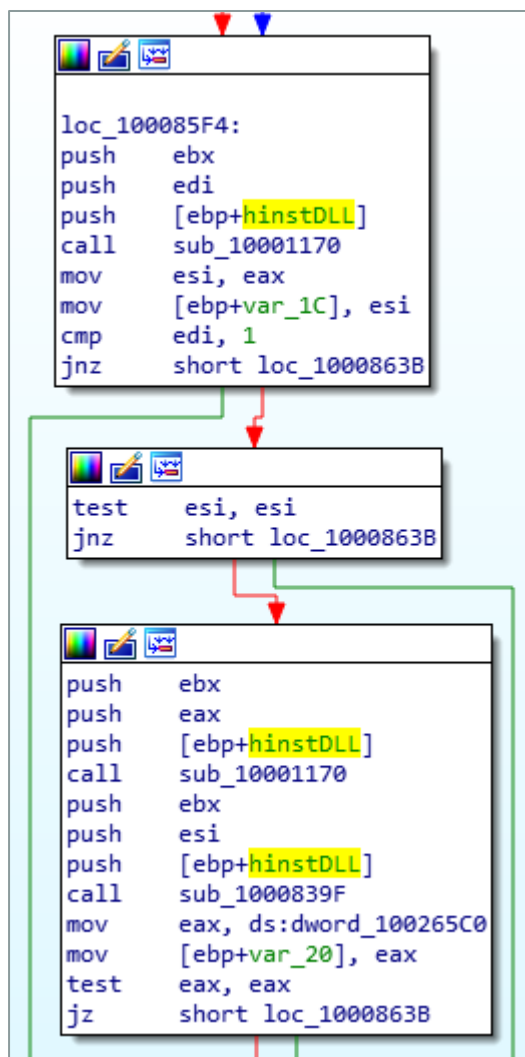 loc_100085F4:
push ebx
push edi
push [ebp+hinstDLL]
call sub_10001170
mov esi, eax
mov [ebp+var_1C], esi
cmp edi, 1
jnz short loc_1000863B
test esi, esi
jnz short loc_1000863B
push ebx
push eax
push [ebp+hinstDLL]
call sub_10001170
push ebx
push esi
push [ebp+hinstDLL]
call sub_1000839F
mov eax, ds:dword_100265C0
mov [ebp+var_20], eax
test eax, eax
jz short loc_1000863B